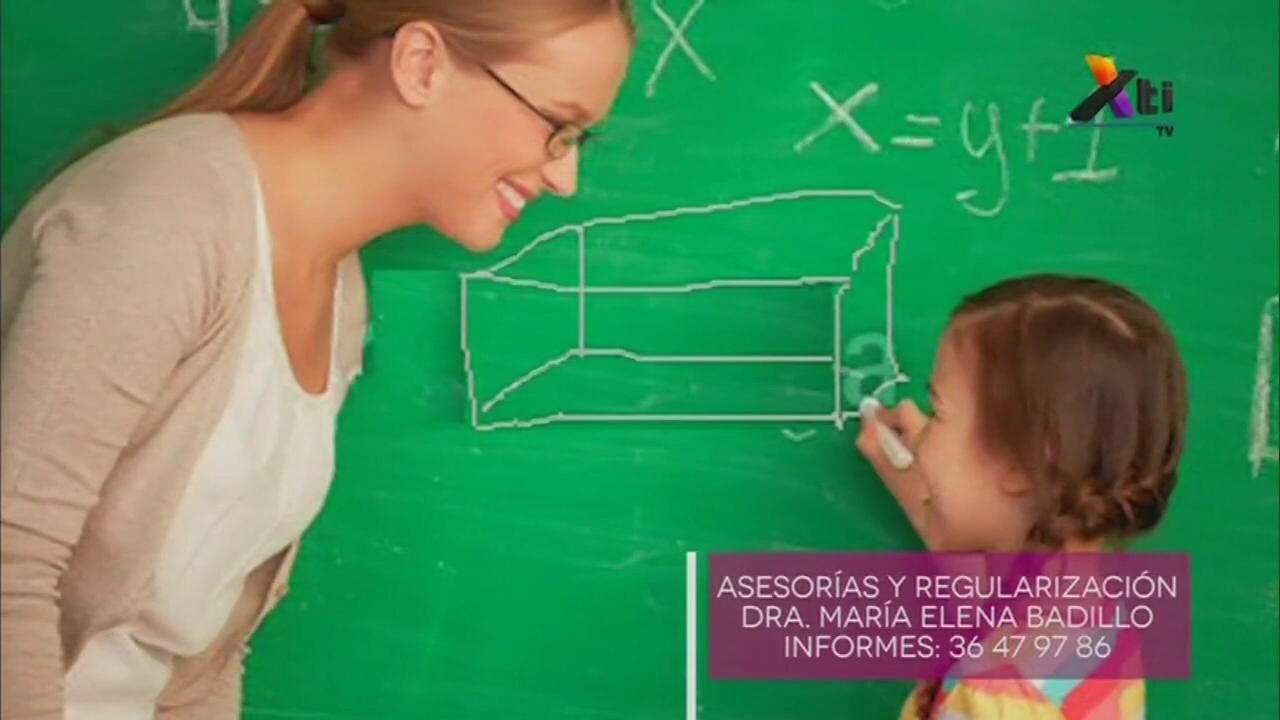 x
x = y + 1
Xti
TV
a
ASESORÍAS Y REGULARIZACIÓN
DRA. MARÍA ELENA BADILLO
INFORMES: 36 47 97 86